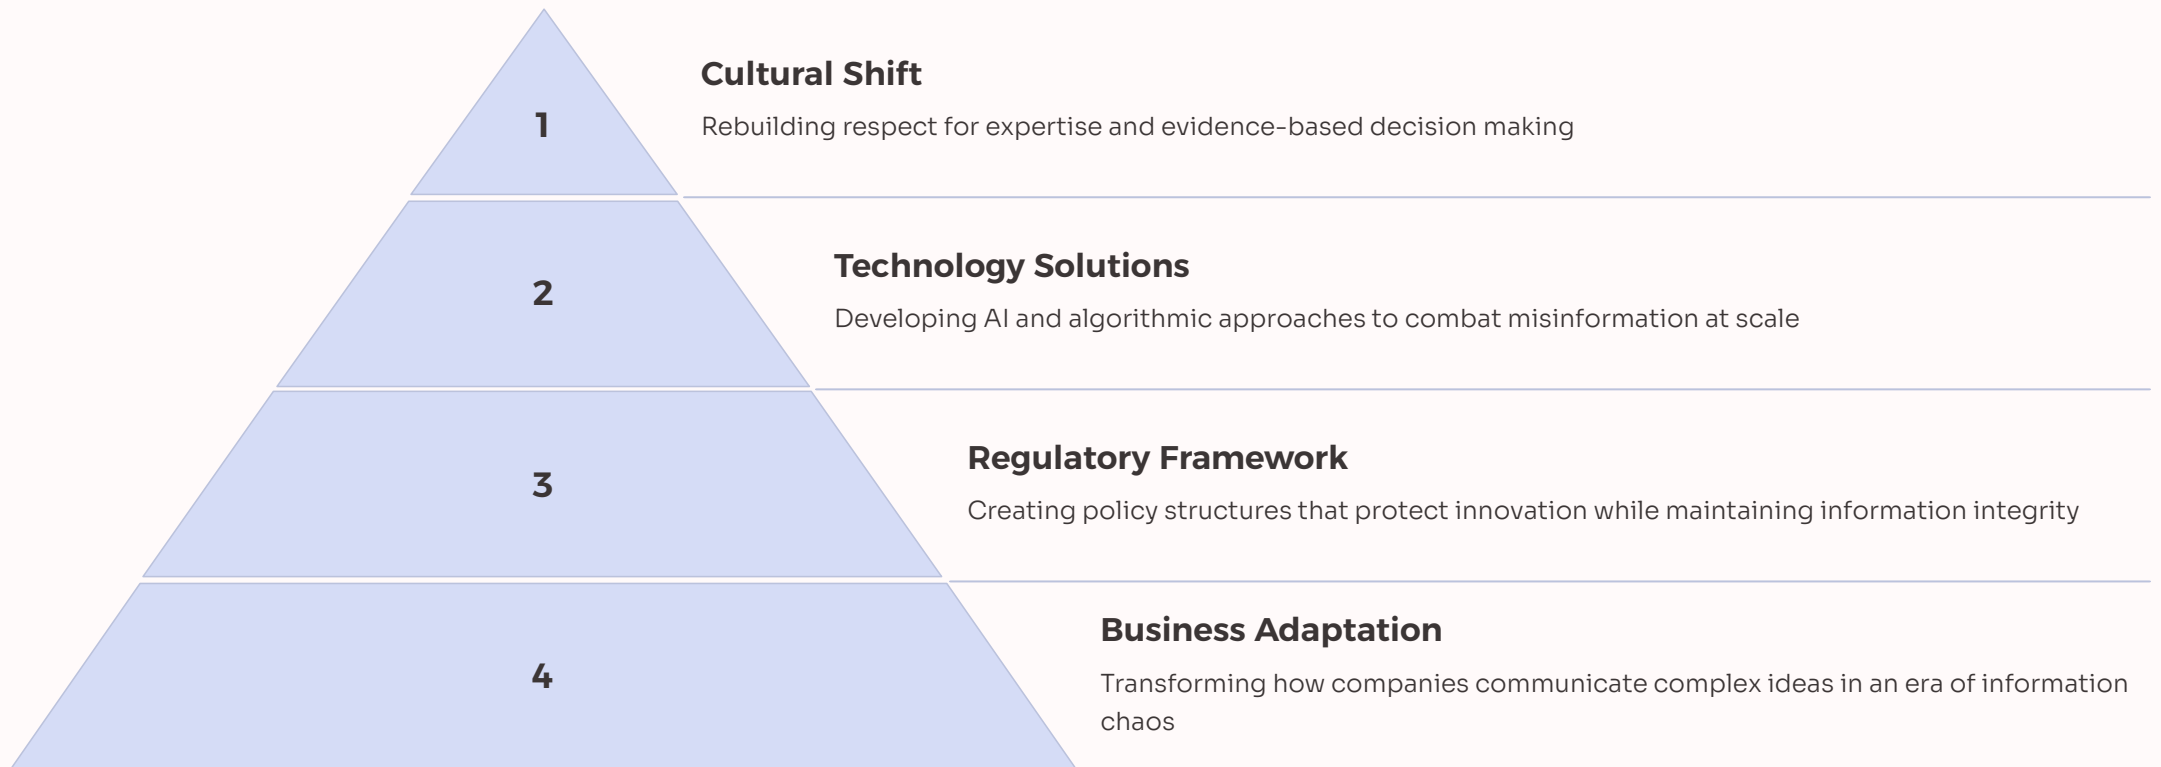 1
Cultural Shift
Rebuilding respect for expertise and evidence-based decision making
2
Technology Solutions
Developing AI and algorithmic approaches to combat misinformation at scale
3
Regulatory Framework
Creating policy structures that protect innovation while maintaining information integrity
4
Business Adaptation
Transforming how companies communicate complex ideas in an era of information
chaos